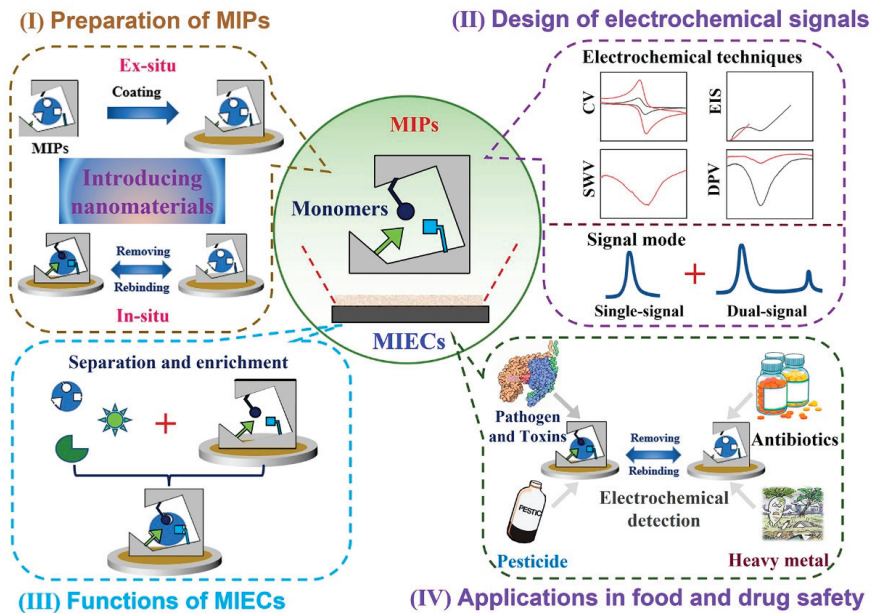 (I) Preparation of MIPs
Ex-situ
Coating
MIPs
Introducing
nanomaterials
Removing
Rebinding
In-situ
(II) Design of electrochemical signals
Electrochemical techniques
CV
EIS
SWV
DPV
Signal mode
Single-signal
Dual-signal
MIPs
Monomers
MIECs
Separation and enrichment
(III) Functions of MIECs
Pathogen
and Toxins
Antibiotics
Removing
Rebinding
Electrochemical
detection
PESTIC
Pesticide
Heavy metal
(IV) Applications in food and drug safety